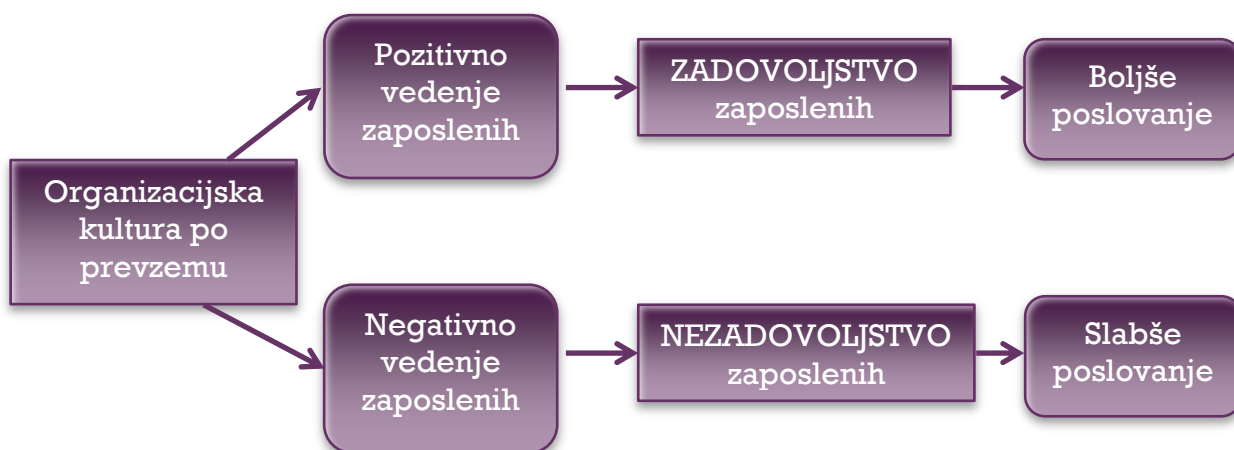 Organizacijska
kultura po
prevzemu
Pozitivno
vedenje
zaposlenih
ZADOVOLJSTVO
zaposlenih
Boljše
poslovanje
Negativno
vedenje
zaposlenih
NEZADOVOLJSTVO
zaposlenih
Slabše
poslovanje